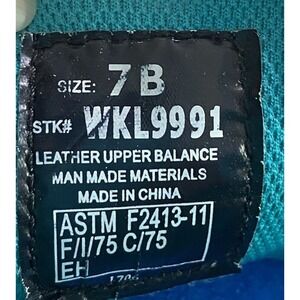 SIZE: 7B
STK# WKL9991
LEATHER UPPER BALANCE
MAN MADE MATERIALS
MADE IN CHINA
ASTM F2413-11
F/I/75 C/75
EH